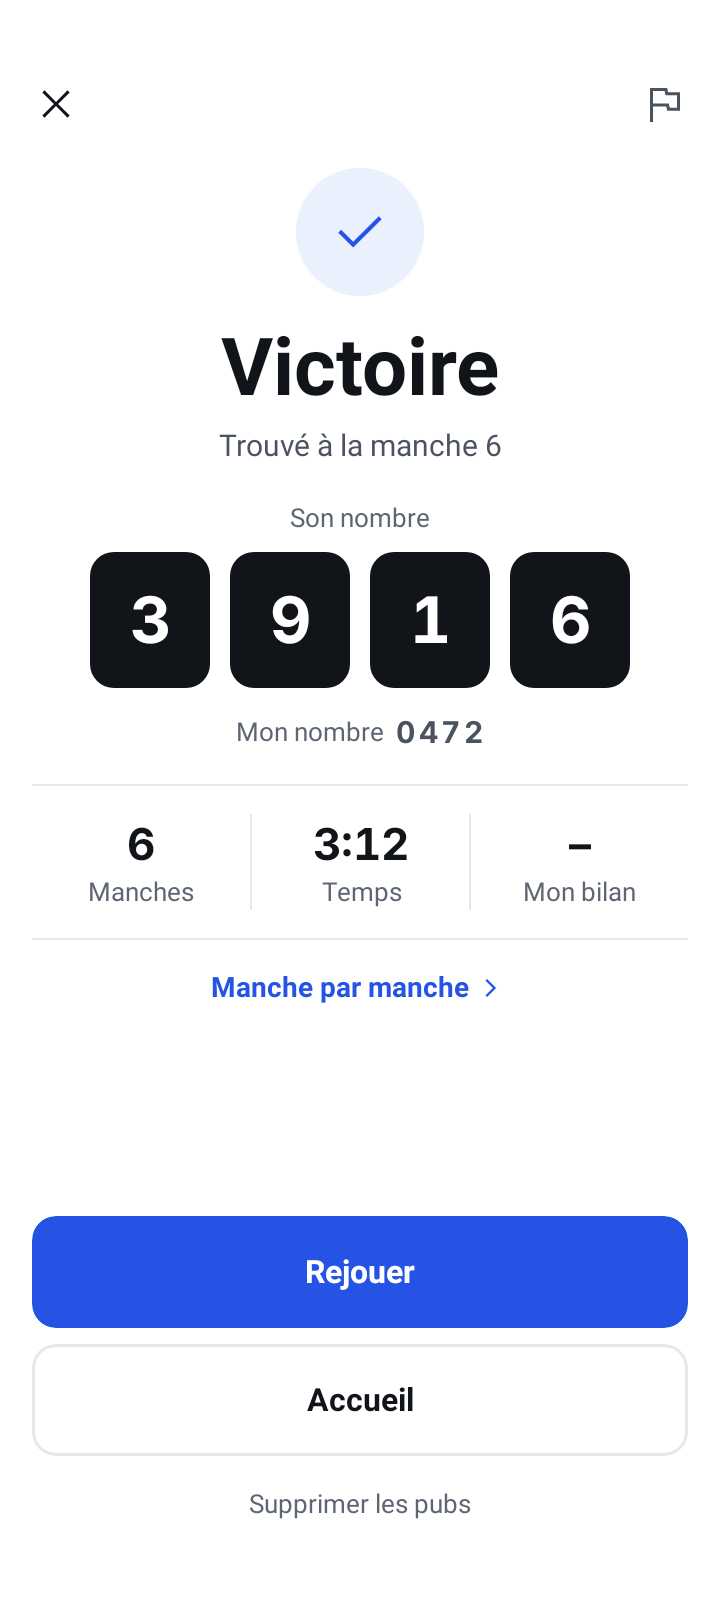 Victoire
Trouvé à la manche 6
Son nombre
3 9 1 6
Mon nombre 0472
6 3:12 –
Manches Temps Mon bilan
Manche par manche
Rejouer
Accueil
Supprimer les pubs